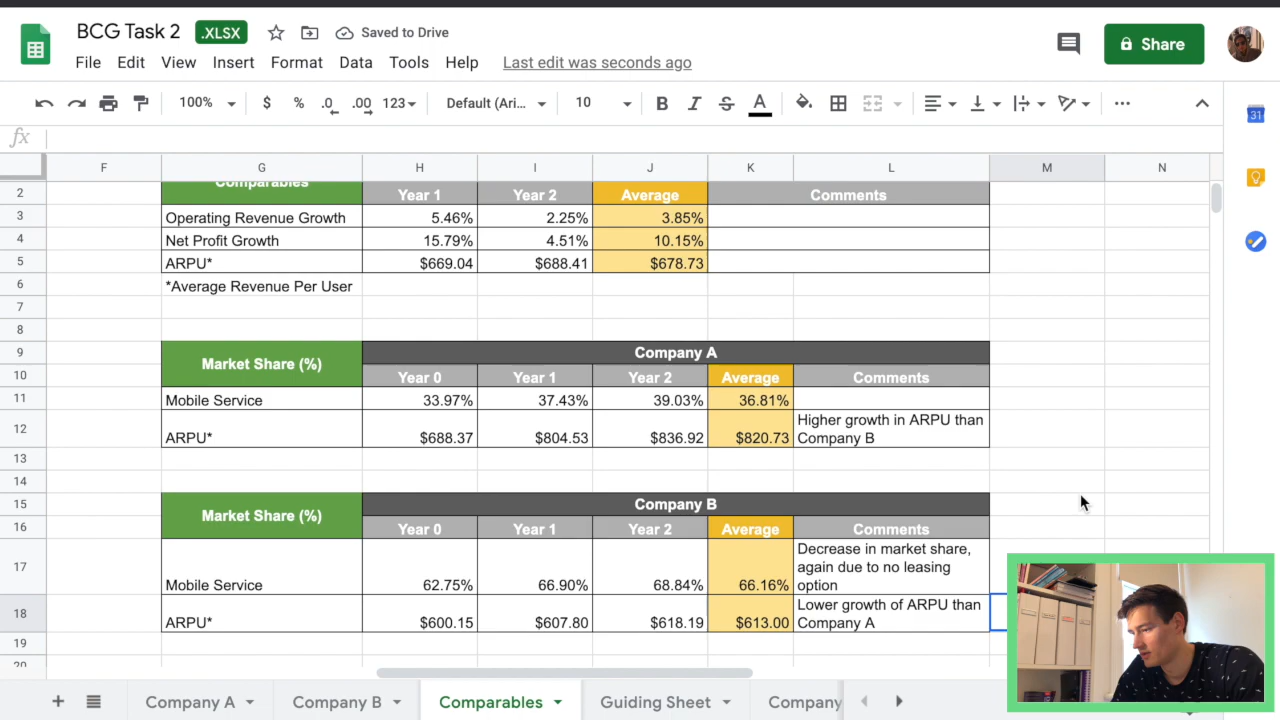 BCG Task 2 .XLSX Saved to Drive
File Edit View Insert Format Data Tools Help Last edit was seconds ago
Share
100% $ % .0 .00 123 Default (Ari... 10 B I S A
31
fx
F G H I J K L M N
2 Comparables Year 1 Year 2 Average Comments
3 Operating Revenue Growth 5.46% 2.25% 3.85%
4 Net Profit Growth 15.79% 4.51% 10.15%
5 ARPU* $669.04 $688.41 $678.73
6 *Average Revenue Per User
7
8
9 Market Share (%) Company A
10 Year 0 Year 1 Year 2 Average Comments
11 Mobile Service 33.97% 37.43% 39.03% 36.81%
12 ARPU* $688.37 $804.53 $836.92 $820.73 Higher growth in ARPU than
Company B
13
14
15 Market Share (%) Company B
16 Year 0 Year 1 Year 2 Average Comments
17 Mobile Service 62.75% 66.90% 68.84% 66.16% Decrease in market share,
again due to no leasing
option
18 ARPU* $600.15 $607.80 $618.19 $613.00 Lower growth of ARPU than
Company A
19
20
+ Company A Company B Comparables Guiding Sheet Company